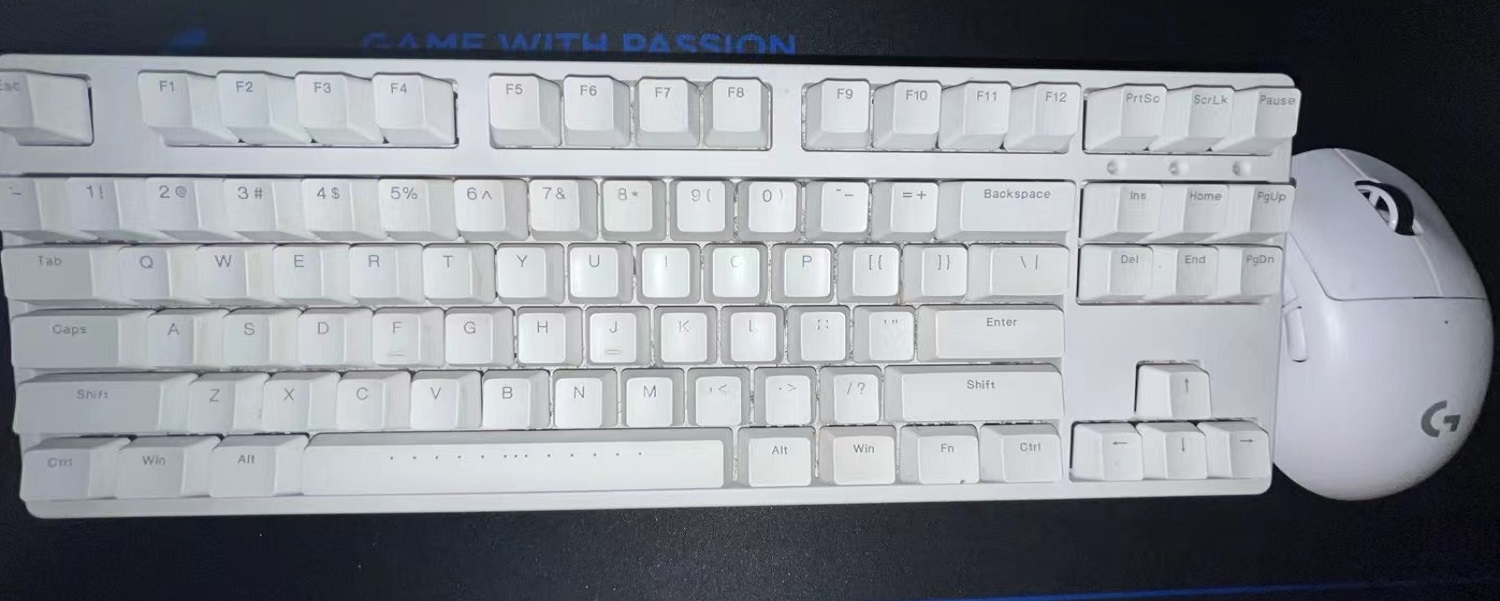 GAME WITH PASSION
Esc F1 F2 F3 F4 F5 F6 F7 F8 F9 F10 F11 F12 PrtSc ScrLk Pause
1! 2@ 3# 4$ 5% 6^ 7& 8* 9( 0) -- =+ Backspace Ins Home PgUp
Tab Q W E R T Y U I O P [{ ]} \| Del End PgDn
Caps A S D F G H J K L ;: '" Enter
Shift Z X C V B N M ,< .> /? Shift ↑
Ctrl Win Alt Alt Win Fn Ctrl ← ↓ →
G